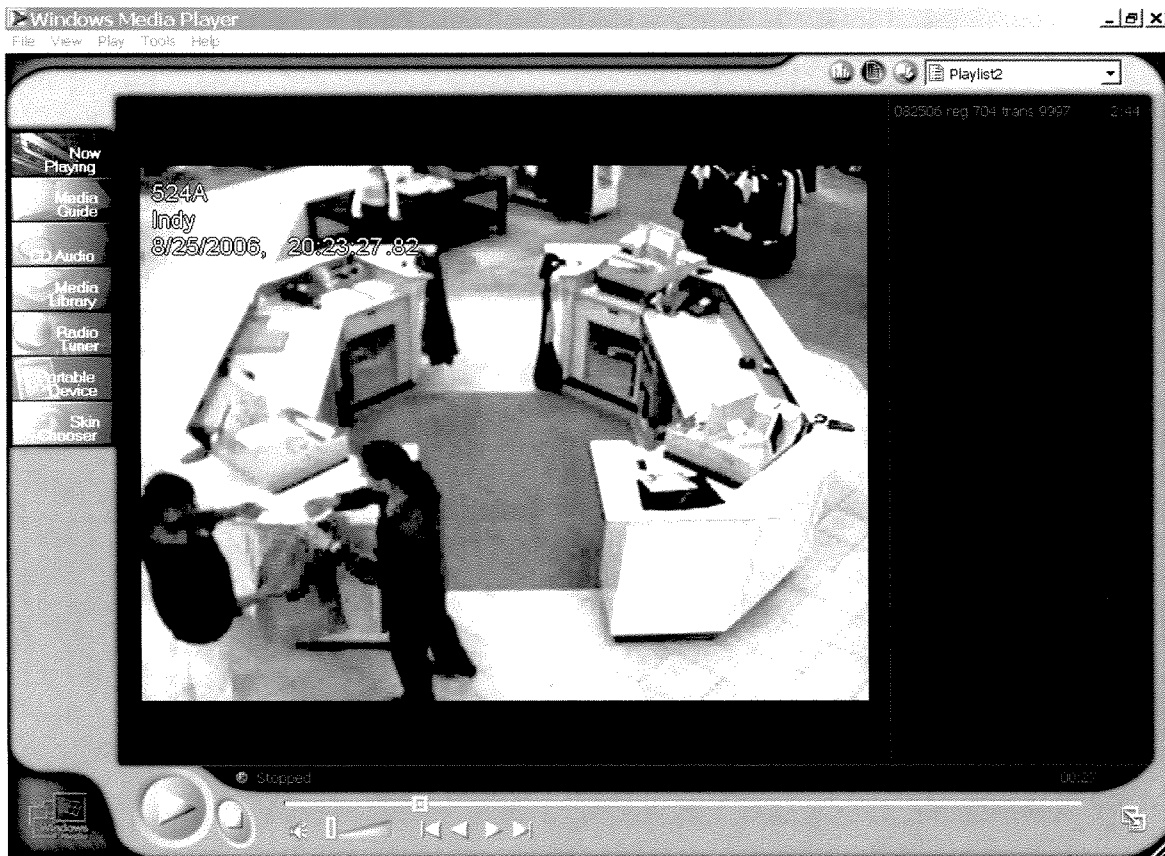 Windows Media Player
File View Play Tools Help
Playlist2
082506 reg 704 trans 9997 2:44
Now Playing
Media Guide
CD Audio
Media Library
Radio Tuner
Portable Device
Skin Chooser
524A
Indy
8/25/2006, 20:23:27.82
Stopped
00:27
Windows